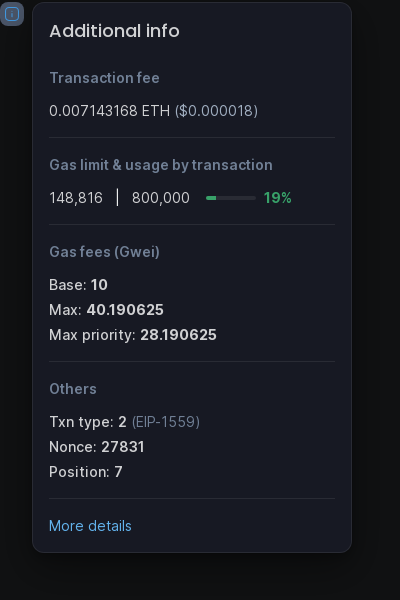 Additional info
Transaction fee
0.007143168 ETH ($0.000018)
Gas limit & usage by transaction
148,816 | 800,000 19%
Gas fees (Gwei)
Base: 10
Max: 40.190625
Max priority: 28.190625
Others
Txn type: 2 (EIP-1559)
Nonce: 27831
Position: 7
More details